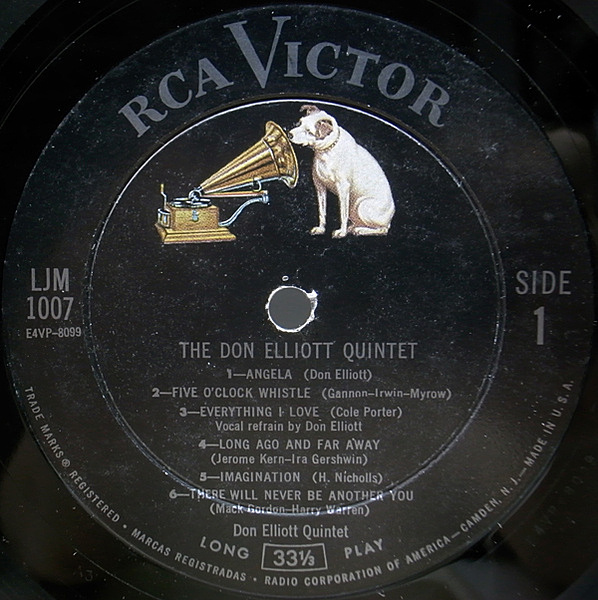 RCA VICTOR
LJM
1007
E4VP-8099
SIDE
1
THE DON ELLIOTT QUINTET
1—ANGELA (Don Elliott)
2—FIVE O'CLOCK WHISTLE (Gannon-Irwin-Myrow)
3—EVERYTHING I LOVE (Cole Porter)
Vocal refrain by Don Elliott
4—LONG AGO AND FAR AWAY
(Jerome Kern-Ira Gershwin)
5—IMAGINATION (H. Nicholls)
6—THERE WILL NEVER BE ANOTHER YOU
(Mack Gordon-Harry Warren)
Don Elliott Quintet
LONG 33⅓ PLAY
TRADE MARKS ® REGISTERED • MARCAS REGISTRADAS • RADIO CORPORATION OF AMERICA—CAMDEN, N. J.—MADE IN U.S.A.